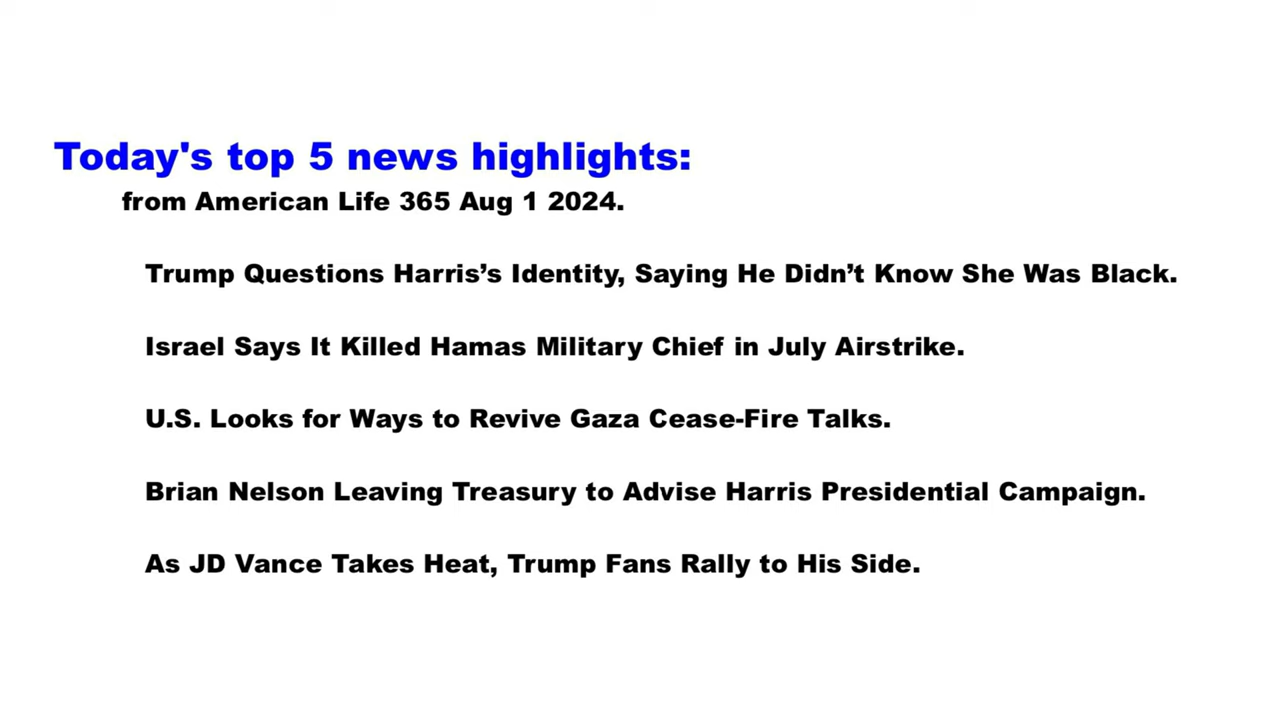 Today's top 5 news highlights:
from American Life 365 Aug 1 2024.
Trump Questions Harris’s Identity, Saying He Didn’t Know She Was Black.
Israel Says It Killed Hamas Military Chief in July Airstrike.
U.S. Looks for Ways to Revive Gaza Cease-Fire Talks.
Brian Nelson Leaving Treasury to Advise Harris Presidential Campaign.
As JD Vance Takes Heat, Trump Fans Rally to His Side.